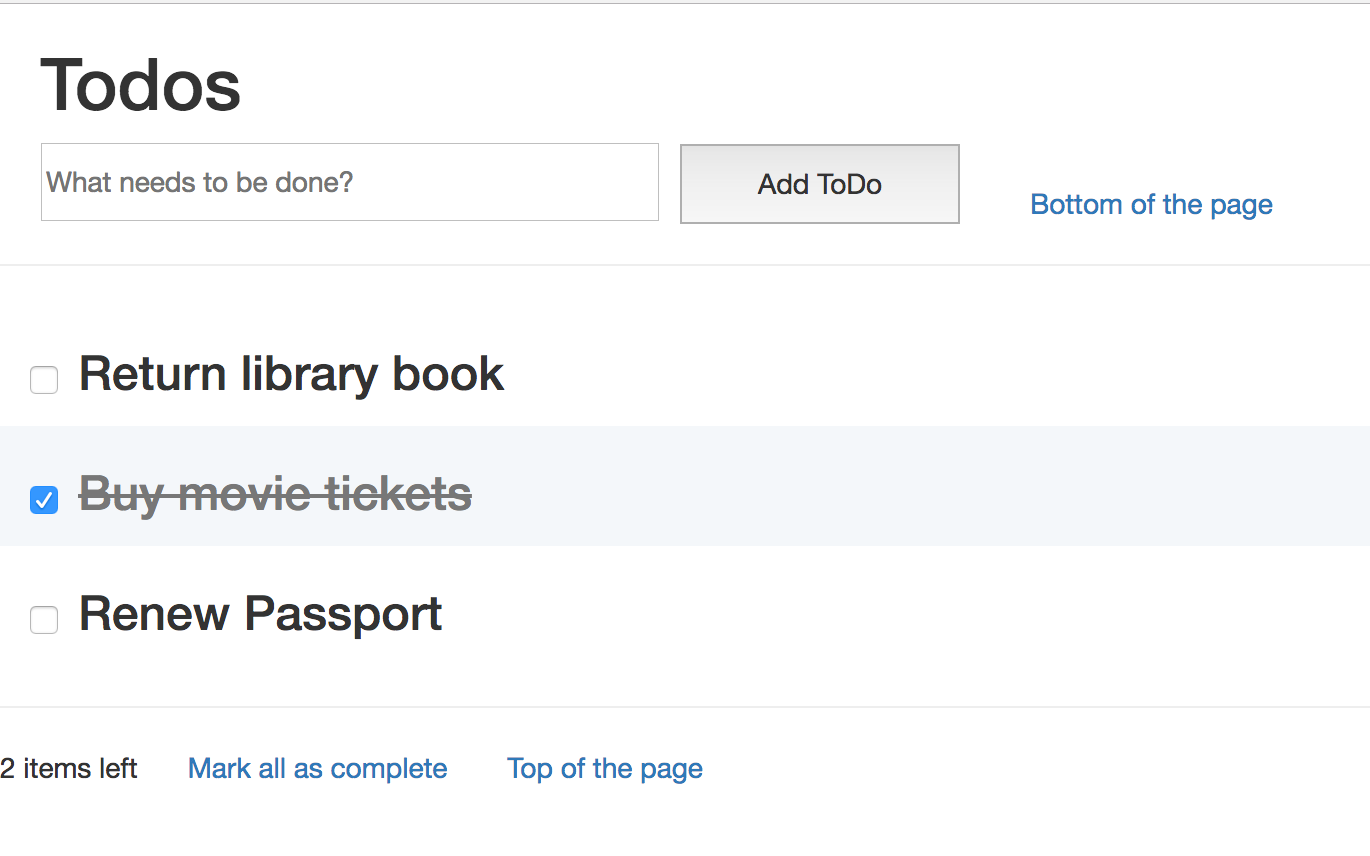 Todos
What needs to be done?
Add ToDo
Bottom of the page
Return library book
Buy movie tickets
Renew Passport
2 items left
Mark all as complete
Top of the page